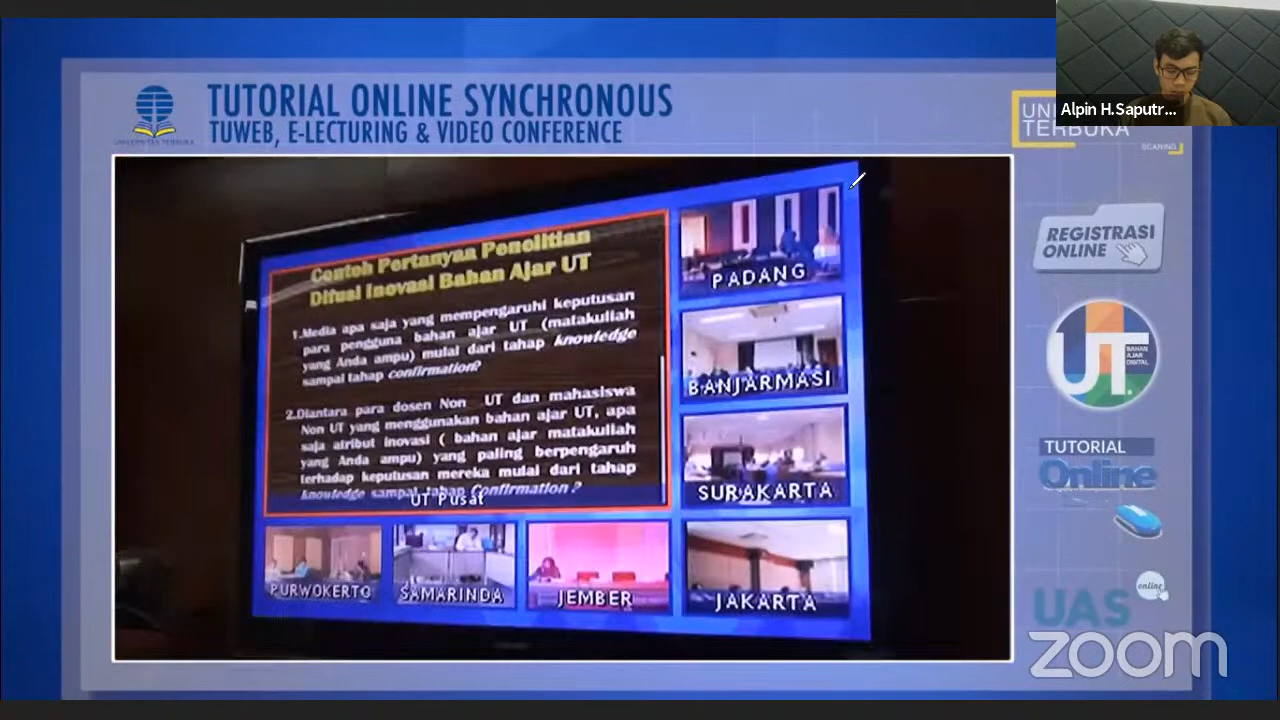 Alpin H.Saputr...
TUTORIAL ONLINE SYNCHRONOUS
TUWEB, E-LECTURING & VIDEO CONFERENCE
UNIVERSITAS TERBUKA
UNI
TERBUKA
SCANING
Contoh Pertanyaa Penelitian
Difusi Inovasi Bahan Ajar UT
1.Media apa saja yang mempengaruhi keputusan
para pengguna bahan ajar UT (matakuliah
yang Anda ampu) mulai dari tahap knowledge
sampai tahap confirmation?
2.Diantara para dosen Non UT dan mahasiswa
Non UT yang menggunakan bahan ajar UT, apa
saja atribut inovasi ( bahan ajar matakuliah
yang Anda ampu) yang paling berpengaruh
terhadap keputusan mereka mulai dari tahap
knowledge sampai tahap Confirmation ?
UT Pusat
PADANG
BANJARMASI
SURAKARTA
PURWOKERTO
SAMARINDA
JEMBER
JAKARTA
REGISTRASI
ONLINE
UT
BAHAN
AJAR
DIGITAL
TUTORIAL
Online
UAS
online
zoom